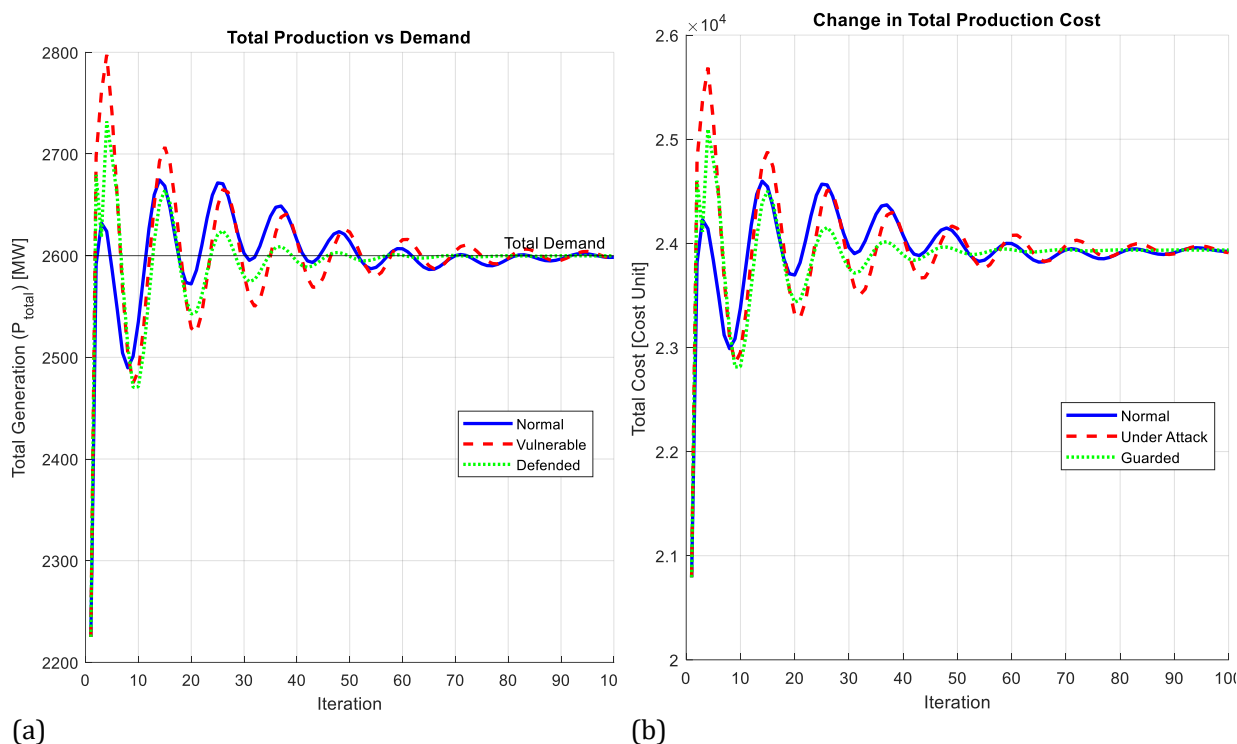 Total Production vs Demand
2800
2700
2600
2500
2400
2300
2200
Total Generation (P_total) [MW]
Total Demand
Normal
Vulnerable
Defended
0 10 20 30 40 50 60 70 80 90 100
Iteration
(a)
Change in Total Production Cost
×10^4
2.6
2.5
2.4
2.3
2.2
2.1
2
Total Cost [Cost Unit]
Normal
Under Attack
Guarded
0 10 20 30 40 50 60 70 80 90 100
Iteration
(b)